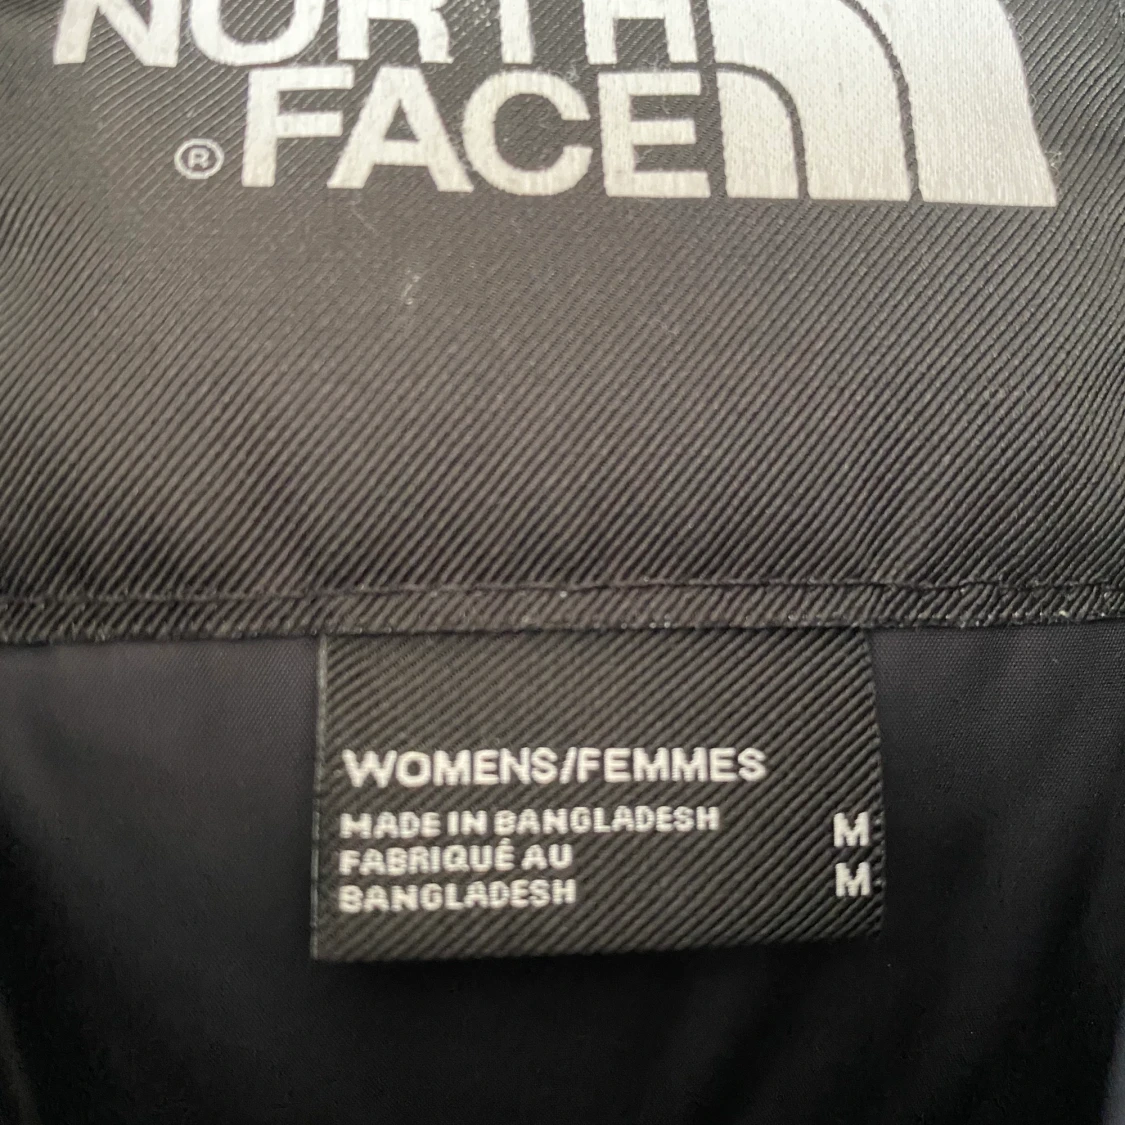 NORTH
FACE
®
WOMENS/FEMMES
MADE IN BANGLADESH M
FABRIQUÉ AU M
BANGLADESH